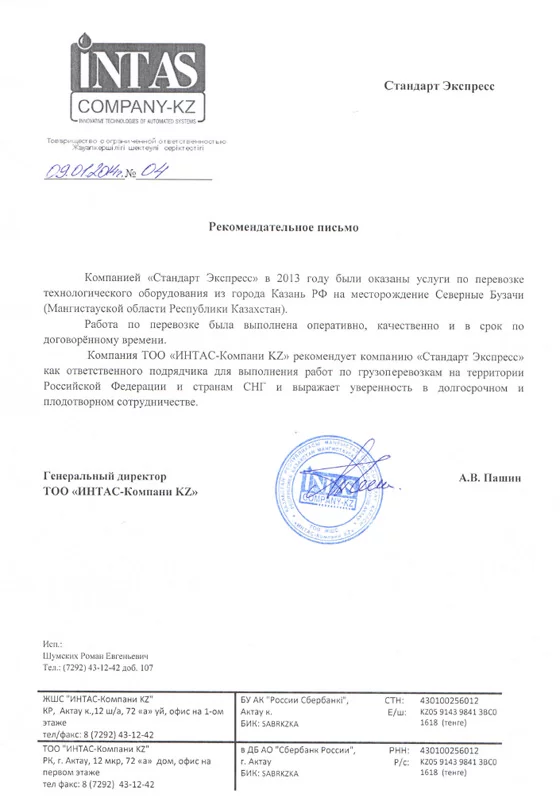 INTAS
COMPANY-KZ
INNOVATIVE TECHNOLOGIES OF AUTOMATED SYSTEMS
Стандарт Экспресс
Товарищество с ограниченной ответственностью
Жауапкершілігі шектеулі серіктестігі
09.01.2014г. № 04
Рекомендательное письмо
Компанией «Стандарт Экспресс» в 2013 году были оказаны услуги по перевозке
технологического оборудования из города Казань РФ на месторождение Северные Бузачи
(Мангистауской области Республики Казахстан).
Работа по перевозке была выполнена оперативно, качественно и в срок по
договорённому времени.
Компания ТОО «ИНТАС-Компани KZ» рекомендует компанию «Стандарт Экспресс»
как ответственного подрядчика для выполнения работ по грузоперевозкам на территории
Российской Федерации и странам СНГ и выражает уверенность в долгосрочном и
плодотворном сотрудничестве.
Генеральный директор
ТОО «ИНТАС-Компани KZ»
INTAS
COMPANY-KZ
А.В. Пашин
Исп.:
Шумских Роман Евгеньевич
Тел.: (7292) 43-12-42 доб. 107
ЖШС "ИНТАС-Компани KZ"
КР, Актау к.,12 ш/а, 72 «а» уй, офис на 1-ом
этаже
тел/факс: 8 (7292) 43-12-42
БУ АК "России Сбербанкі",
Актау к.
БИК: SABRKZKA
СТН: 430100256012
Е/ш: KZ05 9143 9841 3BC0
1618 (тенге)
ТОО "ИНТАС-Компани KZ"
РК, г. Актау, 12 мкр, 72 «а» дом, офис на
первом этаже
тел факс: 8 (7292) 43-12-42
в ДБ АО "Сбербанк России",
г. Актау
БИК: SABRKZKA
РНН: 430100256012
Р/с: KZ05 9143 9841 3BC0
1618 (тенге)